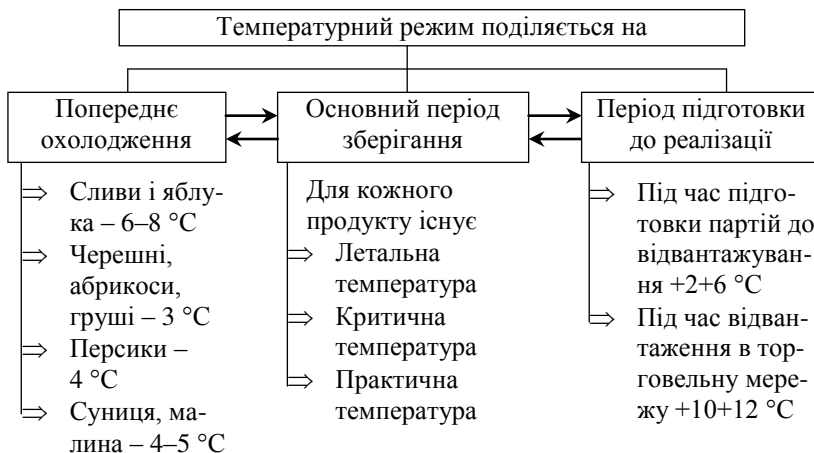 Температурний режим поділяється на
Попереднє
охолодження
Основний період
зберігання
Період підготовки
до реалізації
⇒ Сливи і яблу-
ка – 6–8 °С
⇒ Черешні,
абрикоси,
груші – 3 °С
⇒ Персики –
4 °С
⇒ Суниця, ма-
лина – 4–5 °С
Для кожного
продукту існує
⇒ Летальна
температура
⇒ Критична
температура
⇒ Практична
температура
⇒ Під час підго-
товки партій до
відвантажуван-
ня +2+6 °С
⇒ Під час відван-
таження в тор-
говельну мере-
жу +10+12 °С